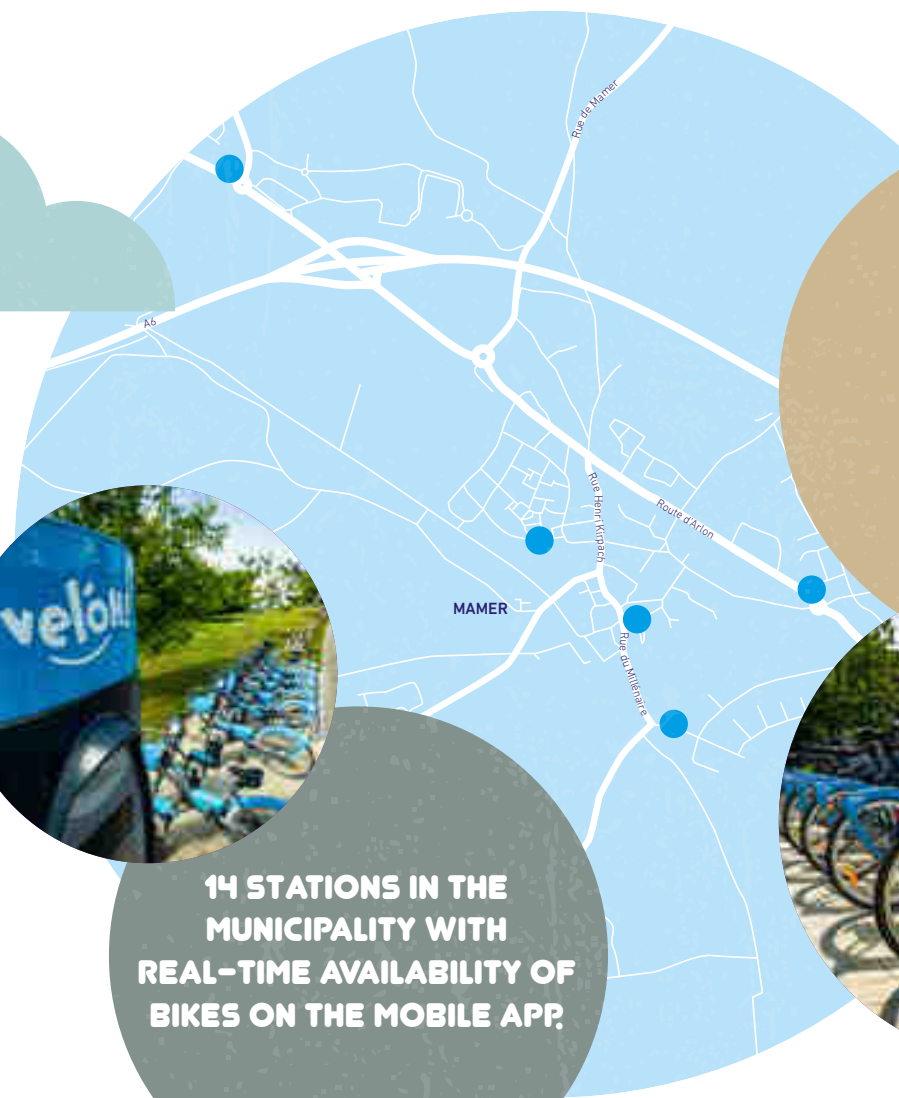 Rue de Mamer
A6
Rue Henri Kirpach
Route d'Arlon
MAMER
Rue du Millénaire
velóH!
14 STATIONS IN THE
MUNICIPALITY WITH
REAL-TIME AVAILABILITY OF
BIKES ON THE MOBILE APP.